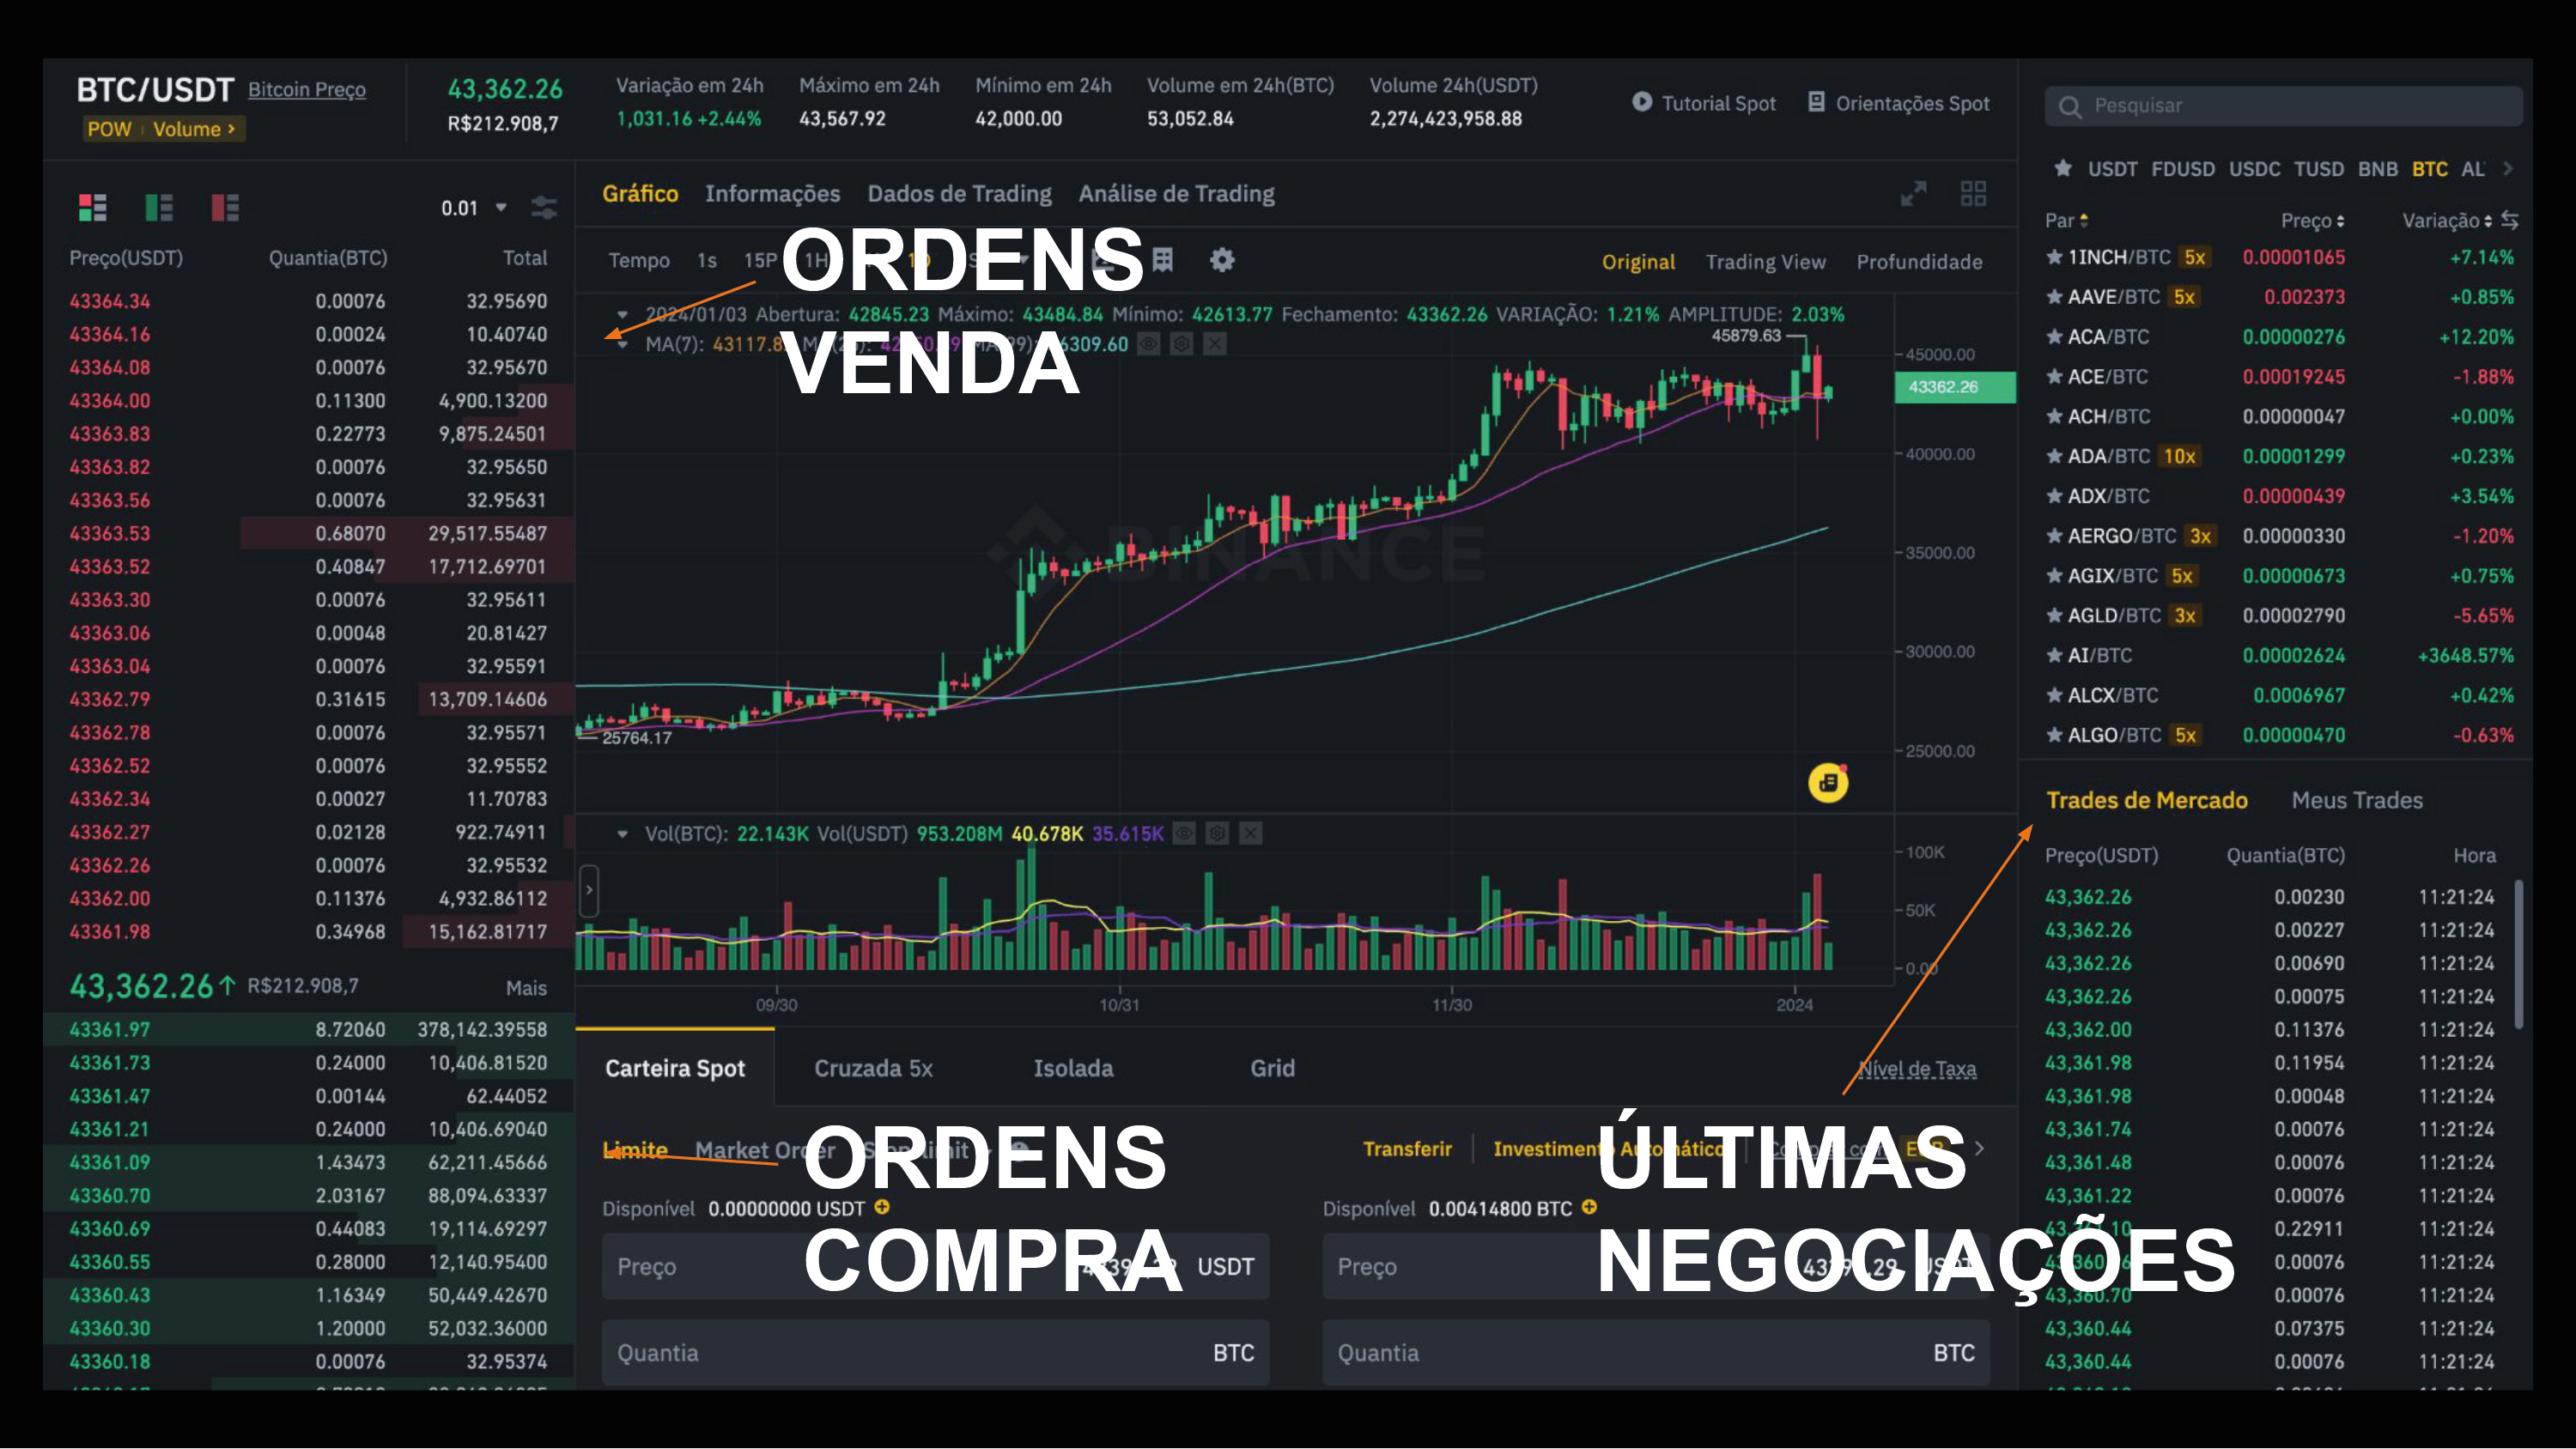 BTC/USDT Bitcoin Preço
POW Volume >
43,362.26
R$212.908,7
Variação em 24h
1,031.16 +2.44%
Máximo em 24h
43,567.92
Mínimo em 24h
42,000.00
Volume em 24h(BTC)
53,052.84
Volume 24h(USDT)
2,274,423,958.88
Tutorial Spot
Orientações Spot
0.01
Preço(USDT) Quantia(BTC) Total
43364.34 0.00076 32.95690
43364.16 0.00024 10.40740
43364.08 0.00076 32.95670
43364.00 0.11300 4,900.13200
43363.83 0.22773 9,875.24501
43363.82 0.00076 32.95650
43363.56 0.00076 32.95631
43363.53 0.68070 29,517.55487
43363.52 0.40847 17,712.69701
43363.30 0.00076 32.95611
43363.06 0.00048 20.81427
43363.04 0.00076 32.95591
43362.79 0.31615 13,709.14606
43362.78 0.00076 32.95571
43362.52 0.00076 32.95552
43362.34 0.00027 11.70783
43362.27 0.02128 922.74911
43362.26 0.00076 32.95532
43362.00 0.11376 4,932.86112
43361.98 0.34968 15,162.81717
43,362.26↑ R$212.908,7 Mais
43361.97 8.72060 378,142.39558
43361.73 0.24000 10,406.81520
43361.47 0.00144 62.44052
43361.21 0.24000 10,406.69040
43361.09 1.43473 62,211.45666
43360.70 2.03167 88,094.63337
43360.69 0.44083 19,114.69297
43360.55 0.28000 12,140.95400
43360.43 1.16349 50,449.42670
43360.30 1.20000 52,032.36000
43360.18 0.00076 32.95374
Gráfico Informações Dados de Trading Análise de Trading
Tempo 1s
Original Trading View Profundidade
ORDENS
VENDA
2024/01/03 Abertura: 42845.23 Máximo: 43484.84 Mínimo: 42613.77 Fechamento: 43362.26 VARIAÇÃO: 1.21% AMPLITUDE: 2.03%
MA(7):
45879.63
45000.00
43362.26
40000.00
BINANCE
35000.00
30000.00
25764.17
25000.00
Vol(BTC): 22.143K Vol(USDT) 953.208M 40.678K 35.615K
100K
50K
0.00
09/30 10/31 11/30 2024
Carteira Spot Cruzada 5x Isolada Grid Nível de Taxa
Limite Market Order
Transferir
ORDENS
COMPRA
ÚLTIMAS
NEGOCIAÇÕES
Disponível 0.00000000 USDT
Preço USDT
Quantia BTC
Disponível 0.00414800 BTC
Preço
Quantia BTC
Pesquisar
USDT FDUSD USDC TUSD BNB BTC
Par Preço Variação
1INCH/BTC 5x 0.00001065 +7.14%
AAVE/BTC 5x 0.002373 +0.85%
ACA/BTC 0.00000276 +12.20%
ACE/BTC 0.00019245 -1.88%
ACH/BTC 0.00000047 +0.00%
ADA/BTC 10x 0.00001299 +0.23%
ADX/BTC 0.00000439 +3.54%
AERGO/BTC 3x 0.00000330 -1.20%
AGIX/BTC 5x 0.00000673 +0.75%
AGLD/BTC 3x 0.00002790 -5.65%
AI/BTC 0.00002624 +3648.57%
ALCX/BTC 0.0006967 +0.42%
ALGO/BTC 5x 0.00000470 -0.63%
Trades de Mercado Meus Trades
Preço(USDT) Quantia(BTC) Hora
43,362.26 0.00230 11:21:24
43,362.26 0.00227 11:21:24
43,362.26 0.00690 11:21:24
43,362.26 0.00075 11:21:24
43,362.00 0.11376 11:21:24
43,361.98 0.11954 11:21:24
43,361.98 0.00048 11:21:24
43,361.74 0.00076 11:21:24
43,361.48 0.00076 11:21:24
43,361.22 0.00076 11:21:24
0.22911 11:21:24
0.00076 11:21:24
43,360.70 0.00076 11:21:24
43,360.44 0.07375 11:21:24
43,360.44 0.00076 11:21:24